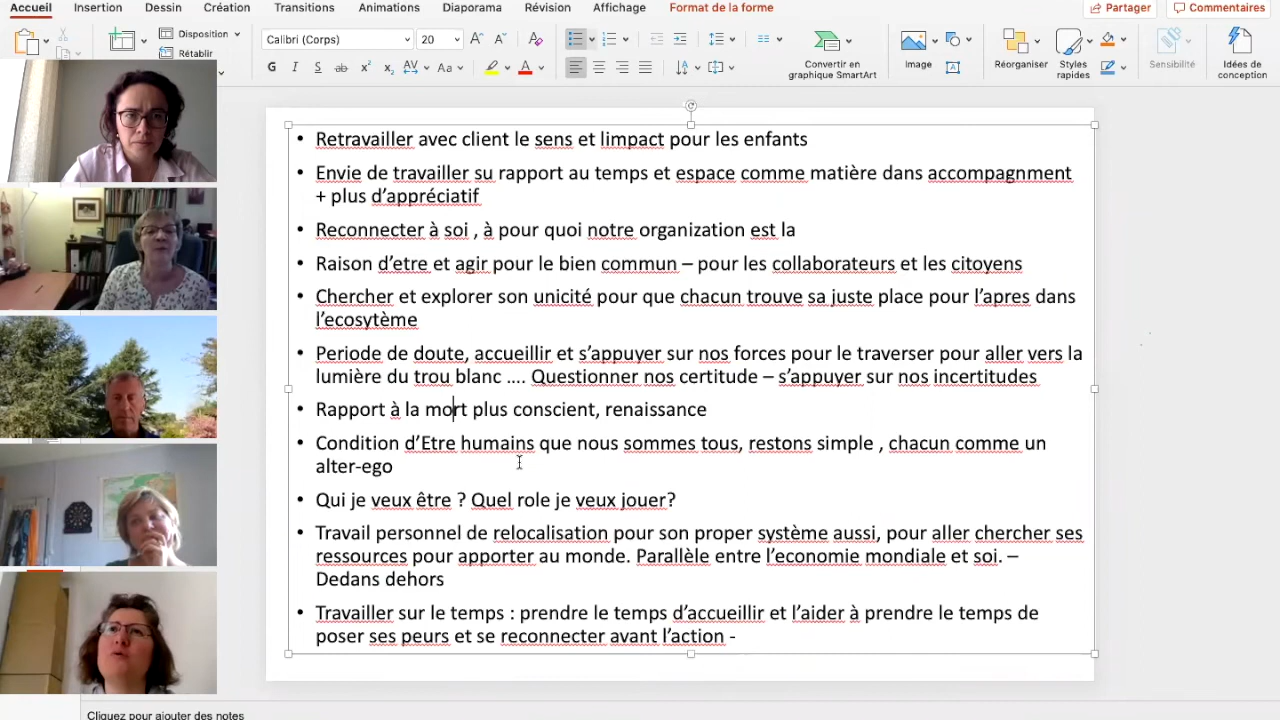 Accueil Insertion Dessin Création Transitions Animations Diaporama Révision Affichage Format de la forme Partager Commentaires
Disposition
Rétablir
Calibri (Corps) 20
G I S ab x² x₂ AV Aa A
Convertir en
graphique SmartArt
Image
Réorganiser
Styles
rapides
Sensibilité
Idées de
conception
• Retravailler avec client le sens et limpact pour les enfants
• Envie de travailler su rapport au temps et espace comme matière dans accompagnment
+ plus d’appréciatif
• Reconnecter à soi , à pour quoi notre organization est la
• Raison d’etre et agir pour le bien commun – pour les collaborateurs et les citoyens
• Chercher et explorer son unicité pour que chacun trouve sa juste place pour l’apres dans
l’ecosytème
• Periode de doute, accueillir et s’appuyer sur nos forces pour le traverser pour aller vers la
lumière du trou blanc .... Questionner nos certitude – s’appuyer sur nos incertitudes
• Rapport à la mort plus conscient, renaissance
• Condition d’Etre humains que nous sommes tous, restons simple , chacun comme un
alter-ego
• Qui je veux être ? Quel role je veux jouer?
• Travail personnel de relocalisation pour son proper système aussi, pour aller chercher ses
ressources pour apporter au monde. Parallèle entre l’economie mondiale et soi. –
Dedans dehors
• Travailler sur le temps : prendre le temps d’accueillir et l’aider à prendre le temps de
poser ses peurs et se reconnecter avant l’action -
Cliquez pour ajouter des notes